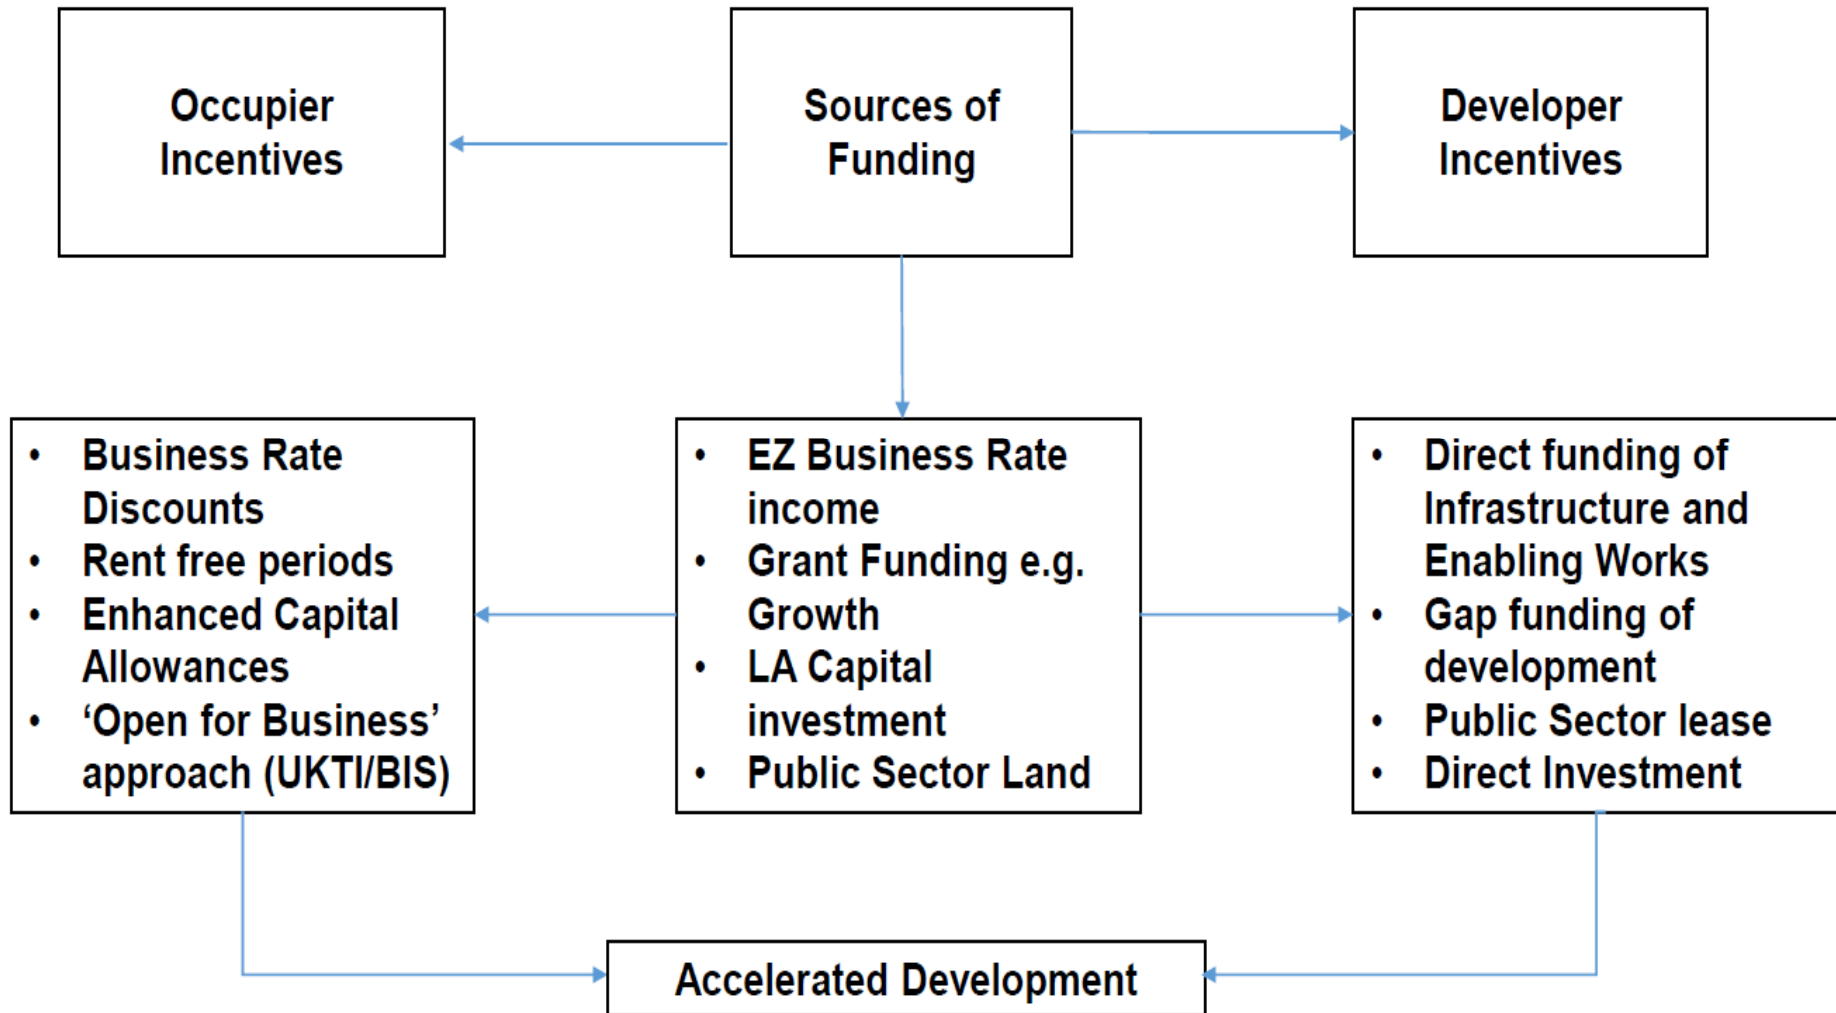 Occupier
Incentives
Sources of
Funding
Developer
Incentives
• Business Rate
Discounts
• Rent free periods
• Enhanced Capital
Allowances
• ‘Open for Business’
approach (UKTI/BIS)
• EZ Business Rate
income
• Grant Funding e.g.
Growth
• LA Capital
investment
• Public Sector Land
• Direct funding of
Infrastructure and
Enabling Works
• Gap funding of
development
• Public Sector lease
• Direct Investment
Accelerated Development